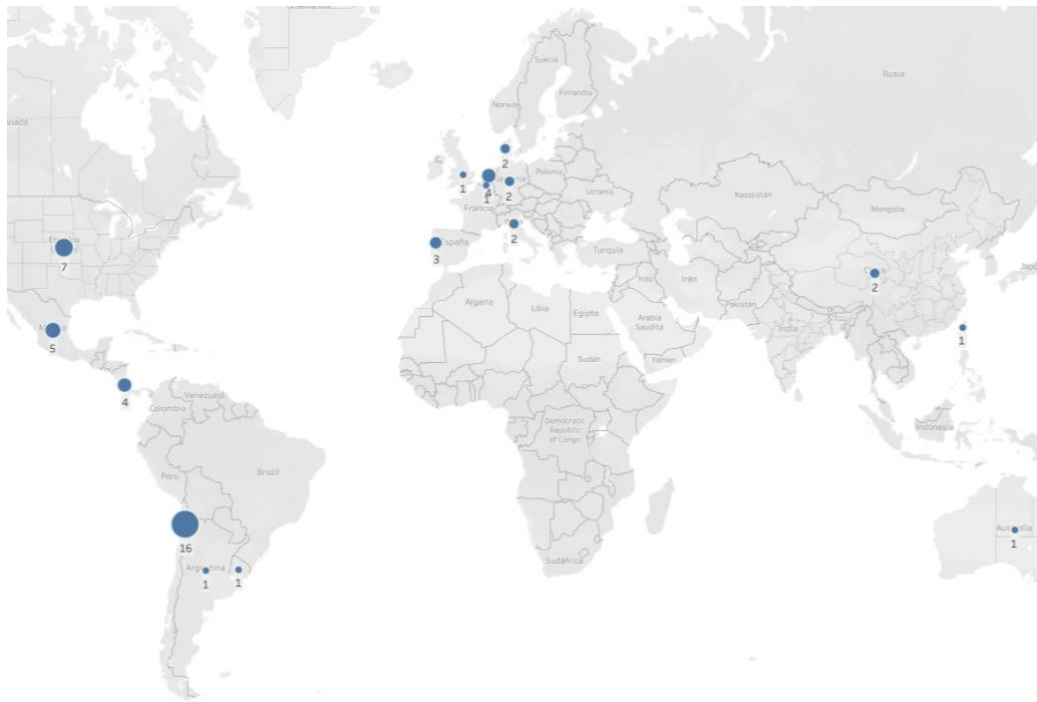 Rusia
Suecia
Finlandia
Norwe
2
Polonia
1
4
1
2
Ucrania
Kazajistán
Mongolia
Francia
España
3
2
Turquía
7
Iraq
Irán
2
Argelia
Libia
Egipto
Arabia
Saudita
Pakistán
India
1
5
Sudán
Yemen
4
Venezuela
Colombia
Democratic
Republic
of Congo
Indonesia
Perú
Brazil
16
Australia
1
Argentina
1
1
Sudáfrica